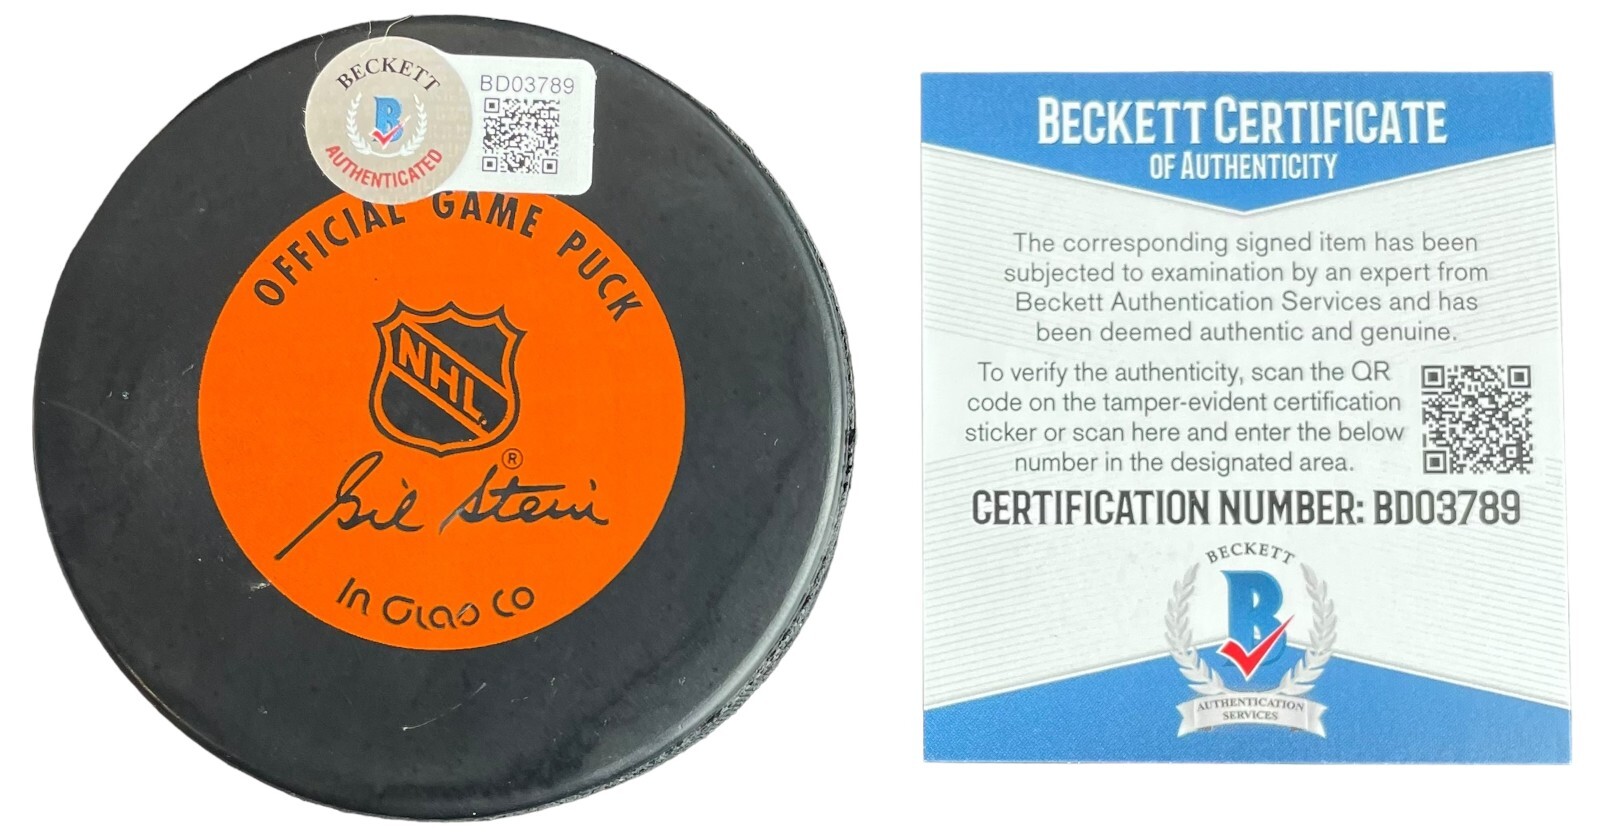 BECKETT
B
AUTHENTICATED
BD03789
OFFICIAL GAME PUCK
NHL
®
Gil Stein
In Glas Co
BECKETT CERTIFICATE
OF AUTHENTICITY
The corresponding signed item has been
subjected to examination by an expert from
Beckett Authentication Services and has
been deemed authentic and genuine.
To verify the authenticity, scan the QR
code on the tamper-evident certification
sticker or scan here and enter the below
number in the designated area.
CERTIFICATION NUMBER: BD03789
BECKETT
B
AUTHENTICATION
SERVICES